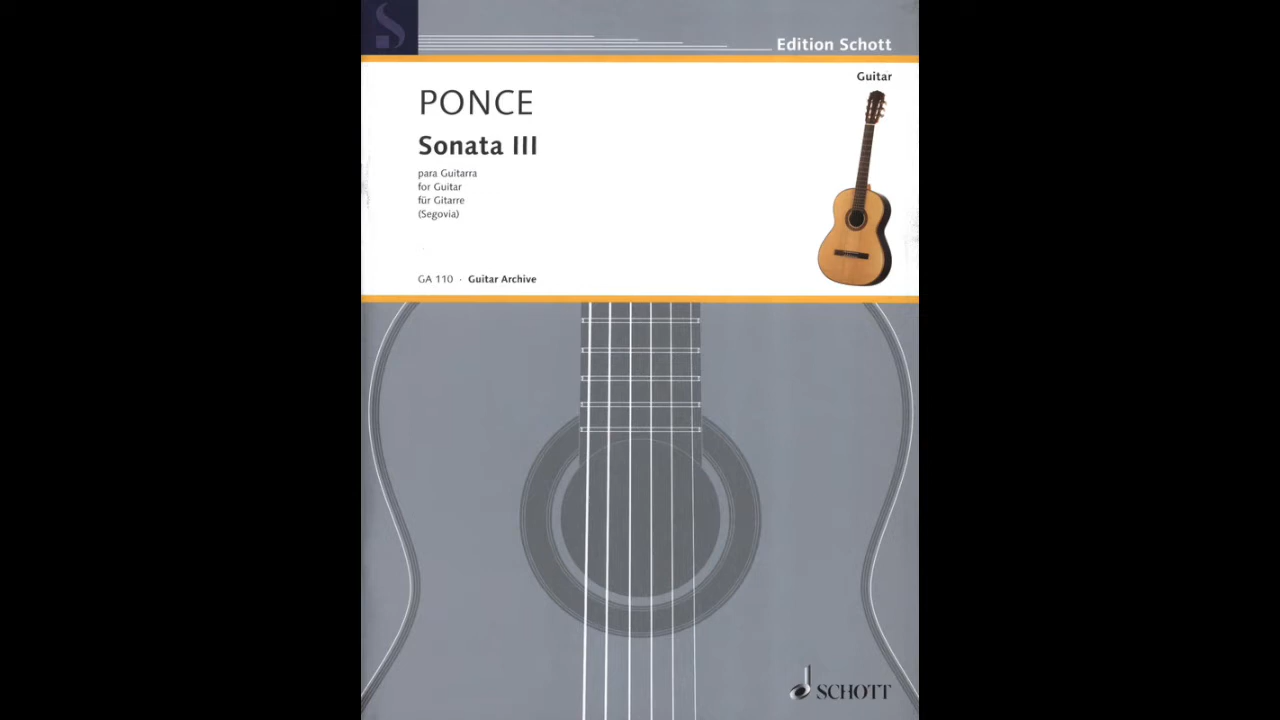 Edition Schott
Guitar
PONCE
Sonata III
para Guitarra
for Guitar
für Gitarre
(Segovia)
GA 110 · Guitar Archive
SCHOTT